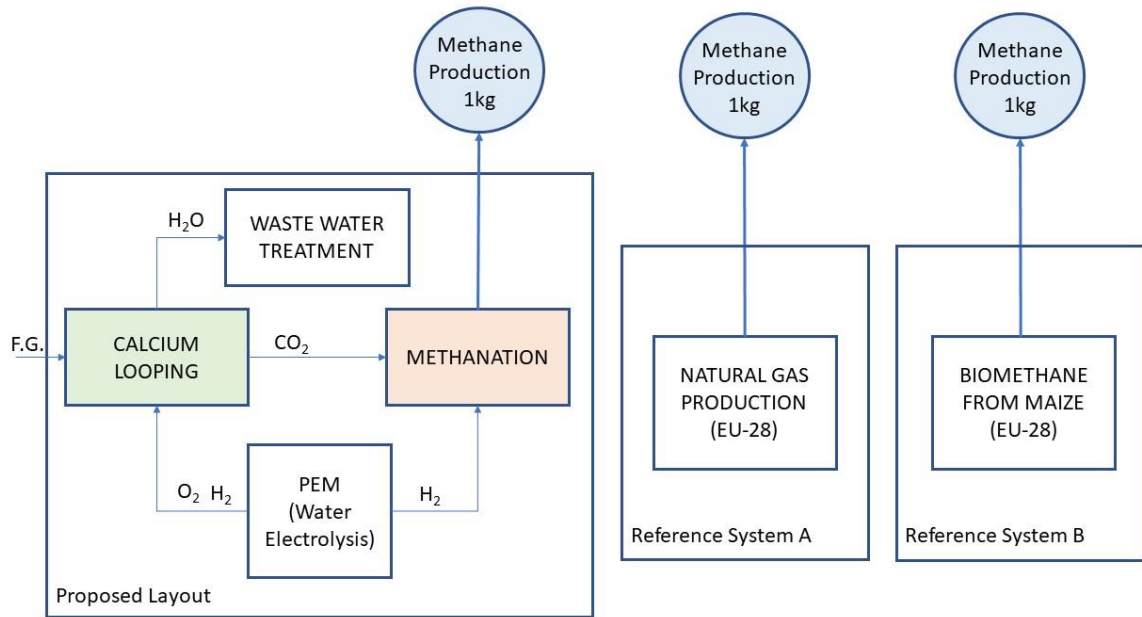 Methane
Production
1kg
Methane
Production
1kg
Methane
Production
1kg
H₂O
WASTE WATER
TREATMENT
F.G.
CALCIUM
LOOPING
CO₂
METHANATION
O₂ H₂
PEM
(Water
Electrolysis)
H₂
Proposed Layout
NATURAL GAS
PRODUCTION
(EU-28)
Reference System A
BIOMETHANE
FROM MAIZE
(EU-28)
Reference System B